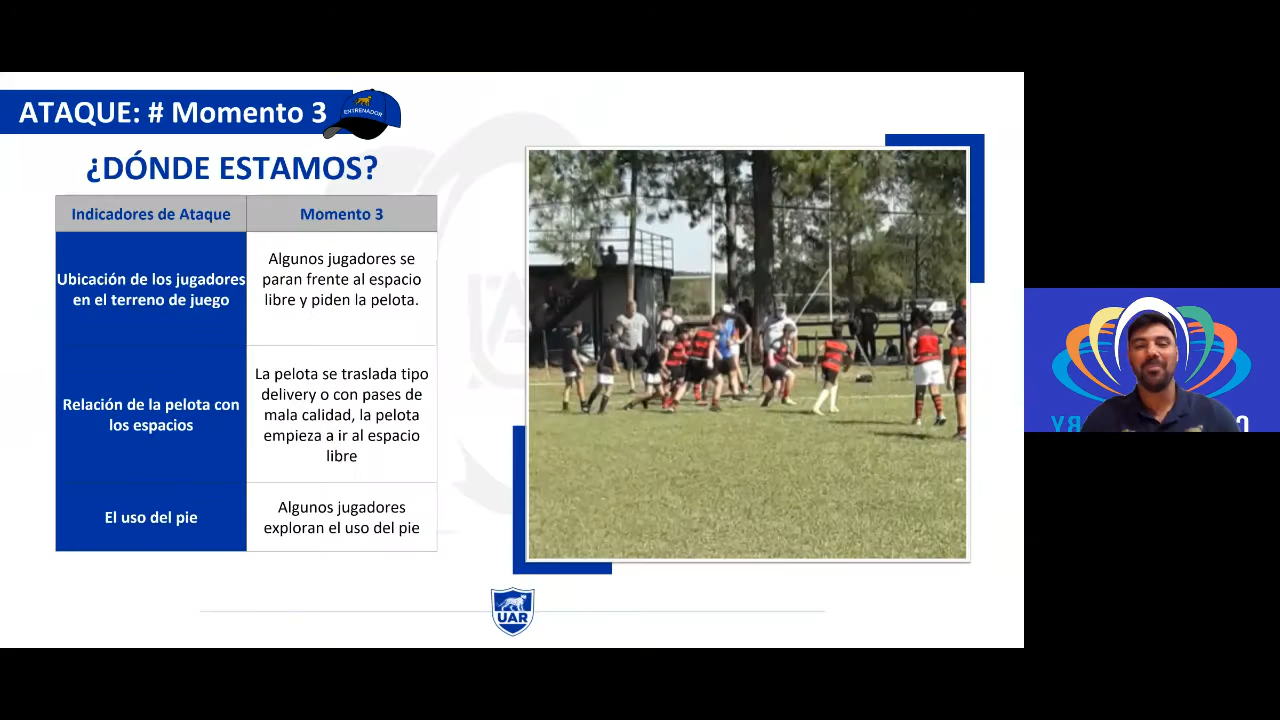 ATAQUE: # Momento 3
ENTRENADOR
¿DÓNDE ESTAMOS?
Indicadores de Ataque
Momento 3
Ubicación de los jugadores
en el terreno de juego
Algunos jugadores se
paran frente al espacio
libre y piden la pelota.
Relación de la pelota con
los espacios
La pelota se traslada tipo
delivery o con pases de
mala calidad, la pelota
empieza a ir al espacio
libre
El uso del pie
Algunos jugadores
exploran el uso del pie
UAR